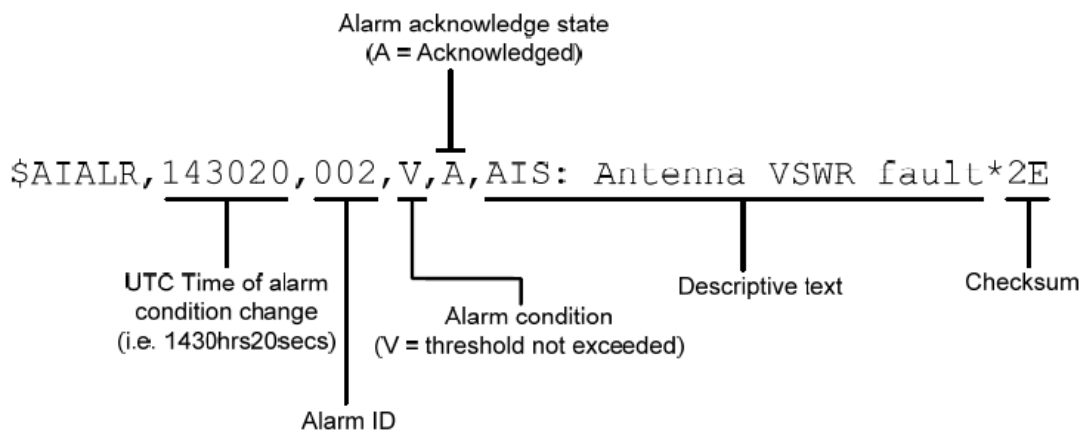 Alarm acknowledge state
(A = Acknowledged)
$AIALR,143020,002,V,A,AIS: Antenna VSWR fault*2E
UTC Time of alarm
condition change
(i.e. 1430hrs20secs)
Alarm ID
Alarm condition
(V = threshold not exceeded)
Descriptive text
Checksum